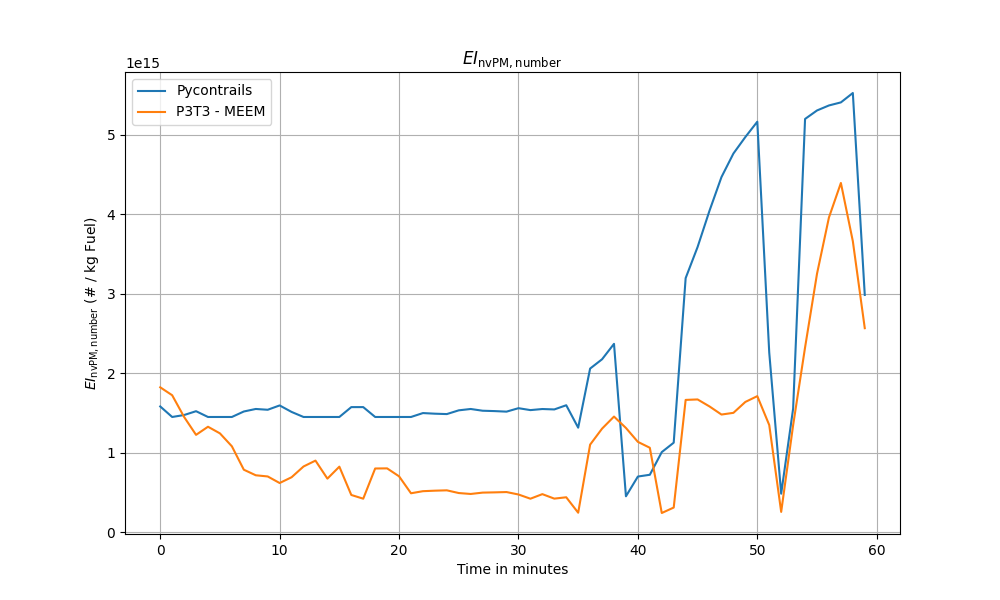 EI_nvPM, number
1e15
Pycontrails
P3T3 - MEEM
EI_nvPM, number (# / kg Fuel)
5
4
3
2
1
0
0 10 20 30 40 50 60
Time in minutes